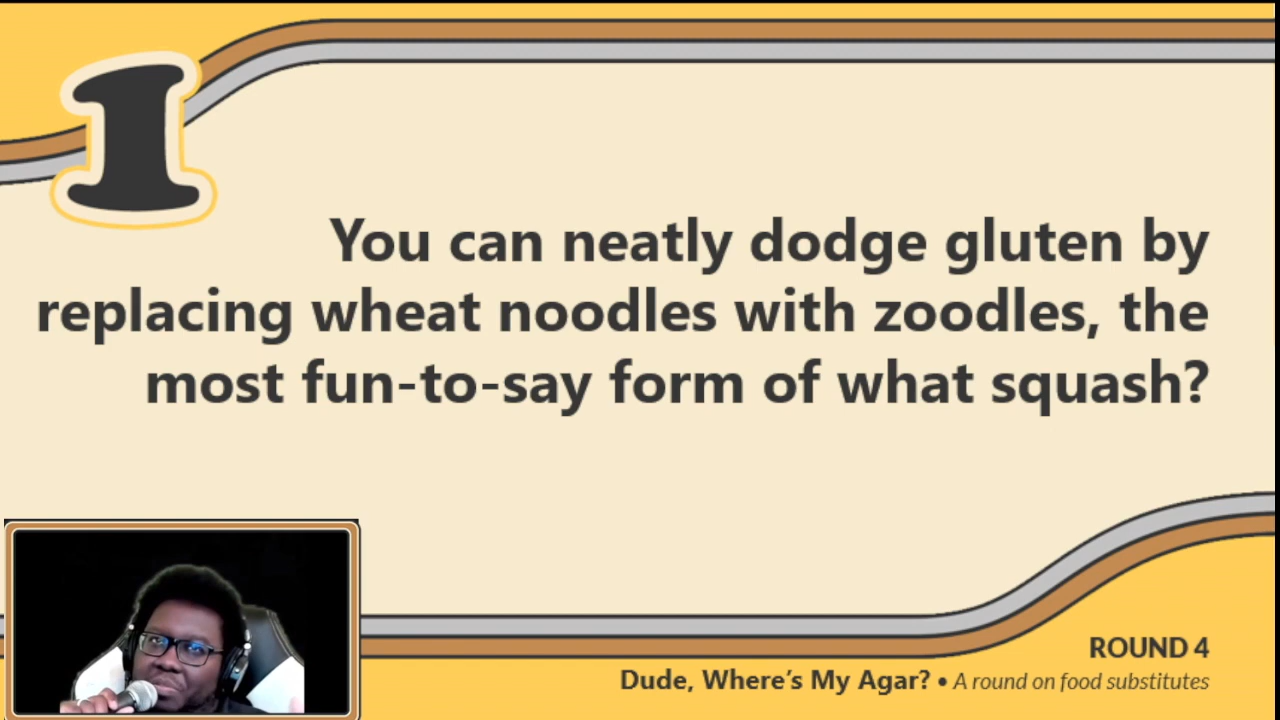 1
You can neatly dodge gluten by
replacing wheat noodles with zoodles, the
most fun-to-say form of what squash?
ROUND 4
Dude, Where's My Agar? • A round on food substitutes